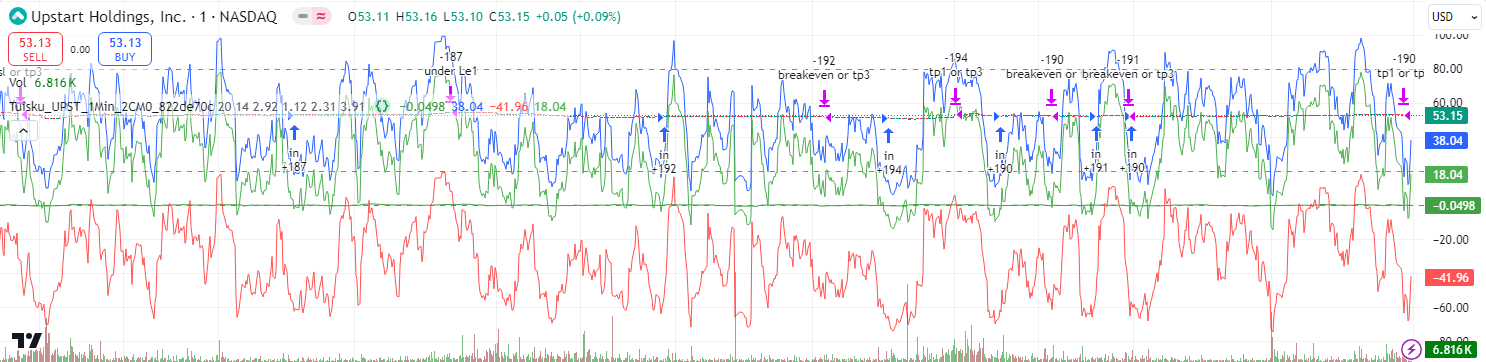 Upstart Holdings, Inc. · 1 · NASDAQ O53.11 H53.16 L53.10 C53.15 +0.05 (+0.09%)
USD
53.13 SELL
0.00
53.13 BUY
sl or tp3
Vol 6.816 K
Tulsku_UPST_1Min_2CM0_822de70c 20 14 2.92 1.12 2.31 3.91 {} −0.0498 38.04 −41.96 18.04
-187
under Le1
-192
breakeven or tp3
-194
tp1 or tp3
-190
breakeven or
-191
breakeven or tp3
-190
tp1 or tp
in
+187
in
+192
in
+194
in
+190
in
+191
in
+190
100.00
80.00
60.00
53.15
38.04
18.04
−0.0498
−20.00
−41.96
−60.00
−80.00
6.816 K